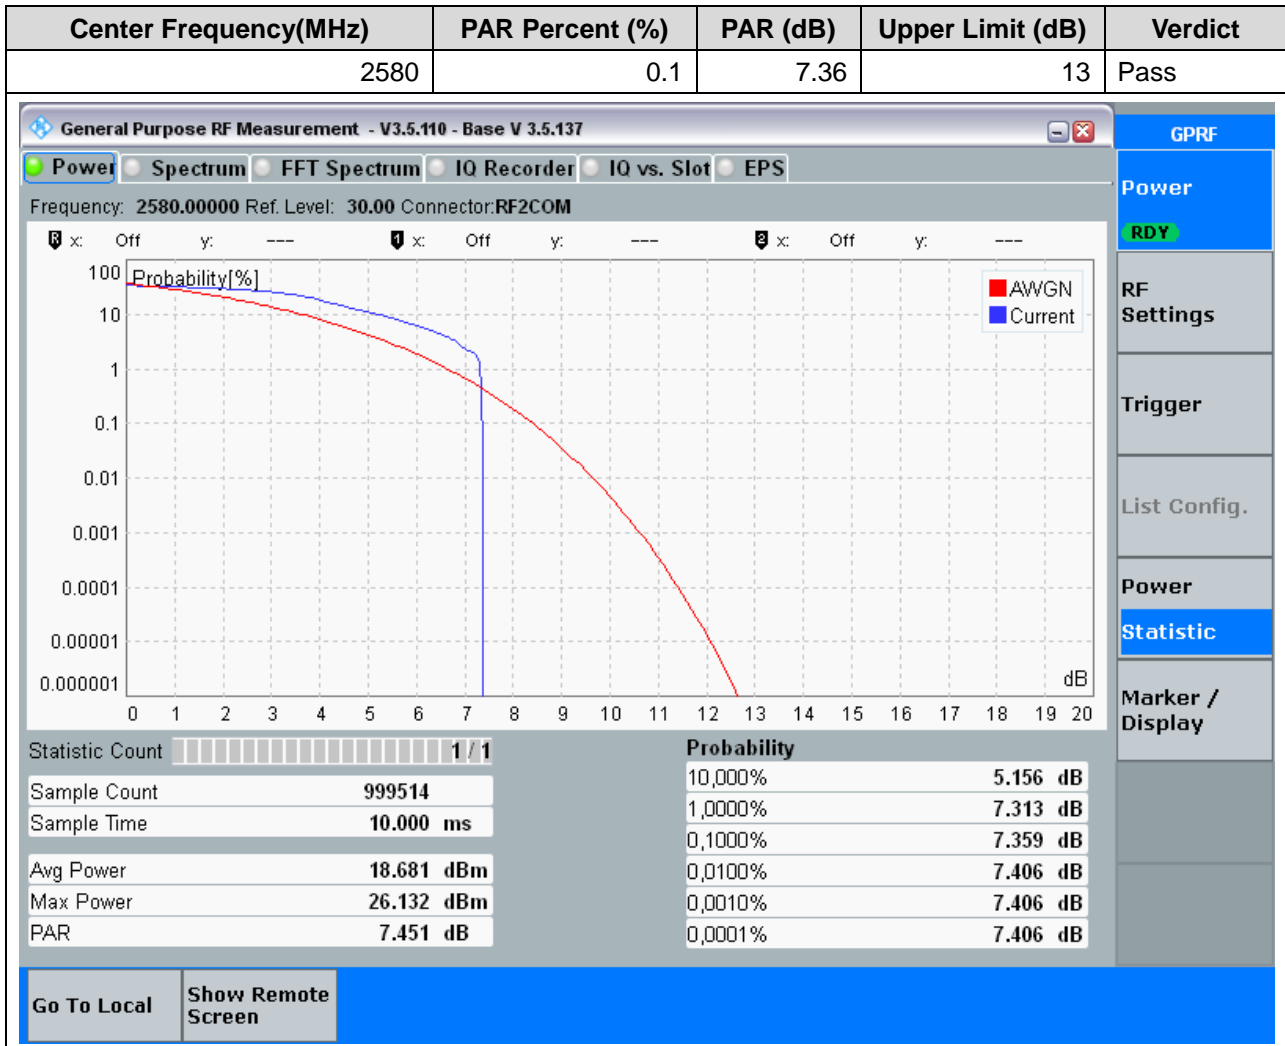 Center Frequency(MHz) PAR Percent (%) PAR (dB) Upper Limit (dB) Verdict
2580 0.1 7.36 13 Pass
General Purpose RF Measurement - V3.5.110 - Base V 3.5.137
GPRF
Power Spectrum FFT Spectrum IQ Recorder IQ vs. Slot EPS
Power
RDY
Frequency: 2580.00000 Ref. Level: 30.00 Connector:RF2COM
R x: Off y: --- 1 x: Off y: --- 2 x: Off y: ---
Probability[%]
AWGN
Current
100
10
1
0.1
0.01
0.001
0.0001
0.00001
0.000001
dB
0 1 2 3 4 5 6 7 8 9 10 11 12 13 14 15 16 17 18 19 20
RF
Settings
Trigger
List Config.
Power
Statistic
Marker /
Display
Statistic Count 1 / 1
Sample Count 999514
Sample Time 10.000 ms
Avg Power 18.681 dBm
Max Power 26.132 dBm
PAR 7.451 dB
Probability
10,000% 5.156 dB
1,0000% 7.313 dB
0,1000% 7.359 dB
0,0100% 7.406 dB
0,0010% 7.406 dB
0,0001% 7.406 dB
Go To Local
Show Remote
Screen